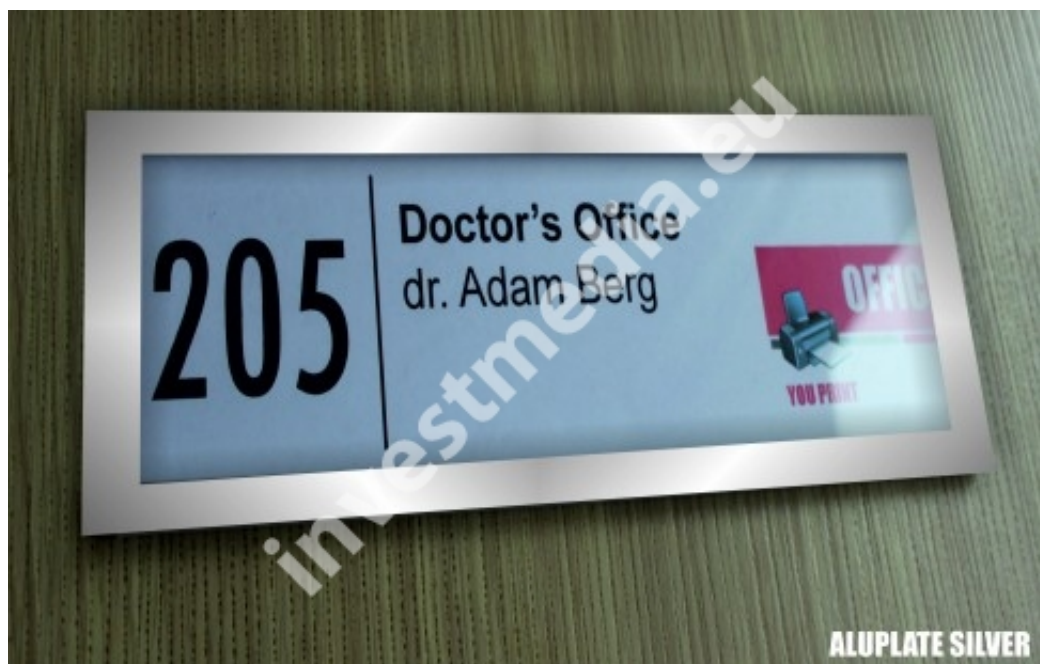 205
Doctor's Office
dr. Adam Berg
OFFIC
YOU PRINT
investmedia.eu
ALUPLATE SILVER